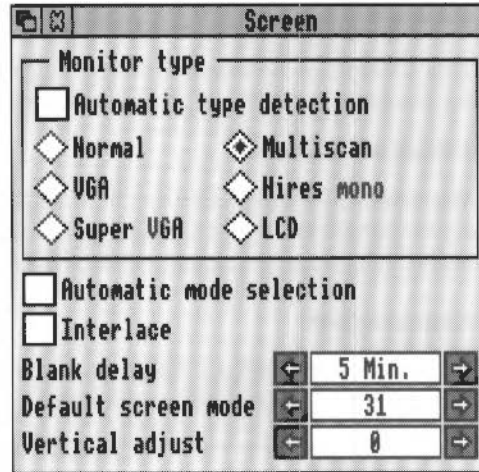 Screen
Monitor type
Automatic type detection
Normal Multiscan
VGA Hires mono
Super VGA LCD
Automatic mode selection
Interlace
Blank delay 5 Min.
Default screen mode 31
Vertical adjust 0